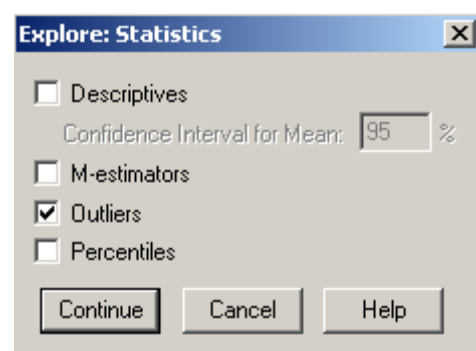 Explore: Statistics
Descriptives
Confidence Interval for Mean: 95 %
M-estimators
Outliers
Percentiles
Continue Cancel Help